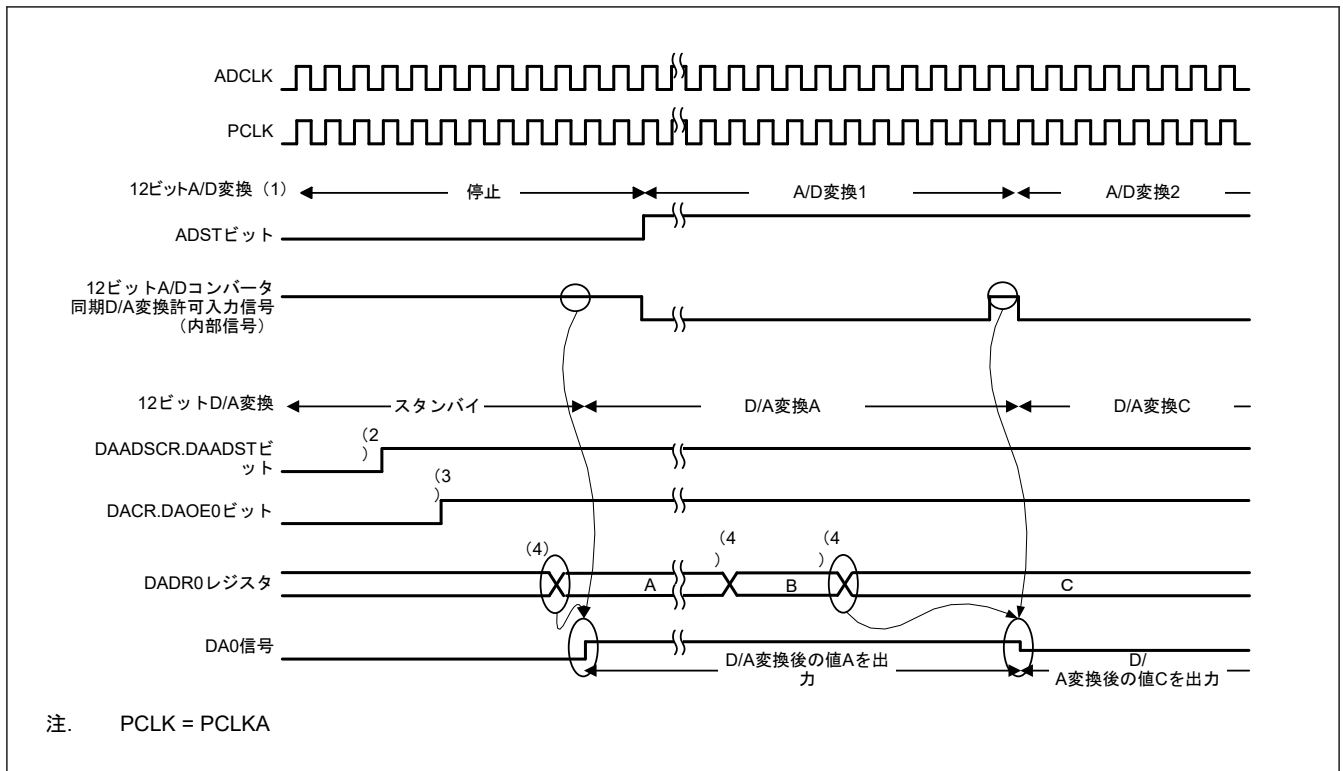 ADCLK
PCLK
12ビットA/D変換（1）
停止
A/D変換1
A/D変換2
ADSTビット
12ビットA/Dコンバータ
同期D/A変換許可入力信号
（内部信号）
12ビットD/A変換
スタンバイ
D/A変換A
D/A変換C
DAADSCR.DAADSTビ
ット
（2
）
DACR.DAOE0ビット
（3
）
（4）
（4
）
（4
）
DADR0レジスタ
A
B
C
DA0信号
D/A変換後の値Aを出
力
D/
A変換後の値Cを出力
注. PCLK = PCLKA